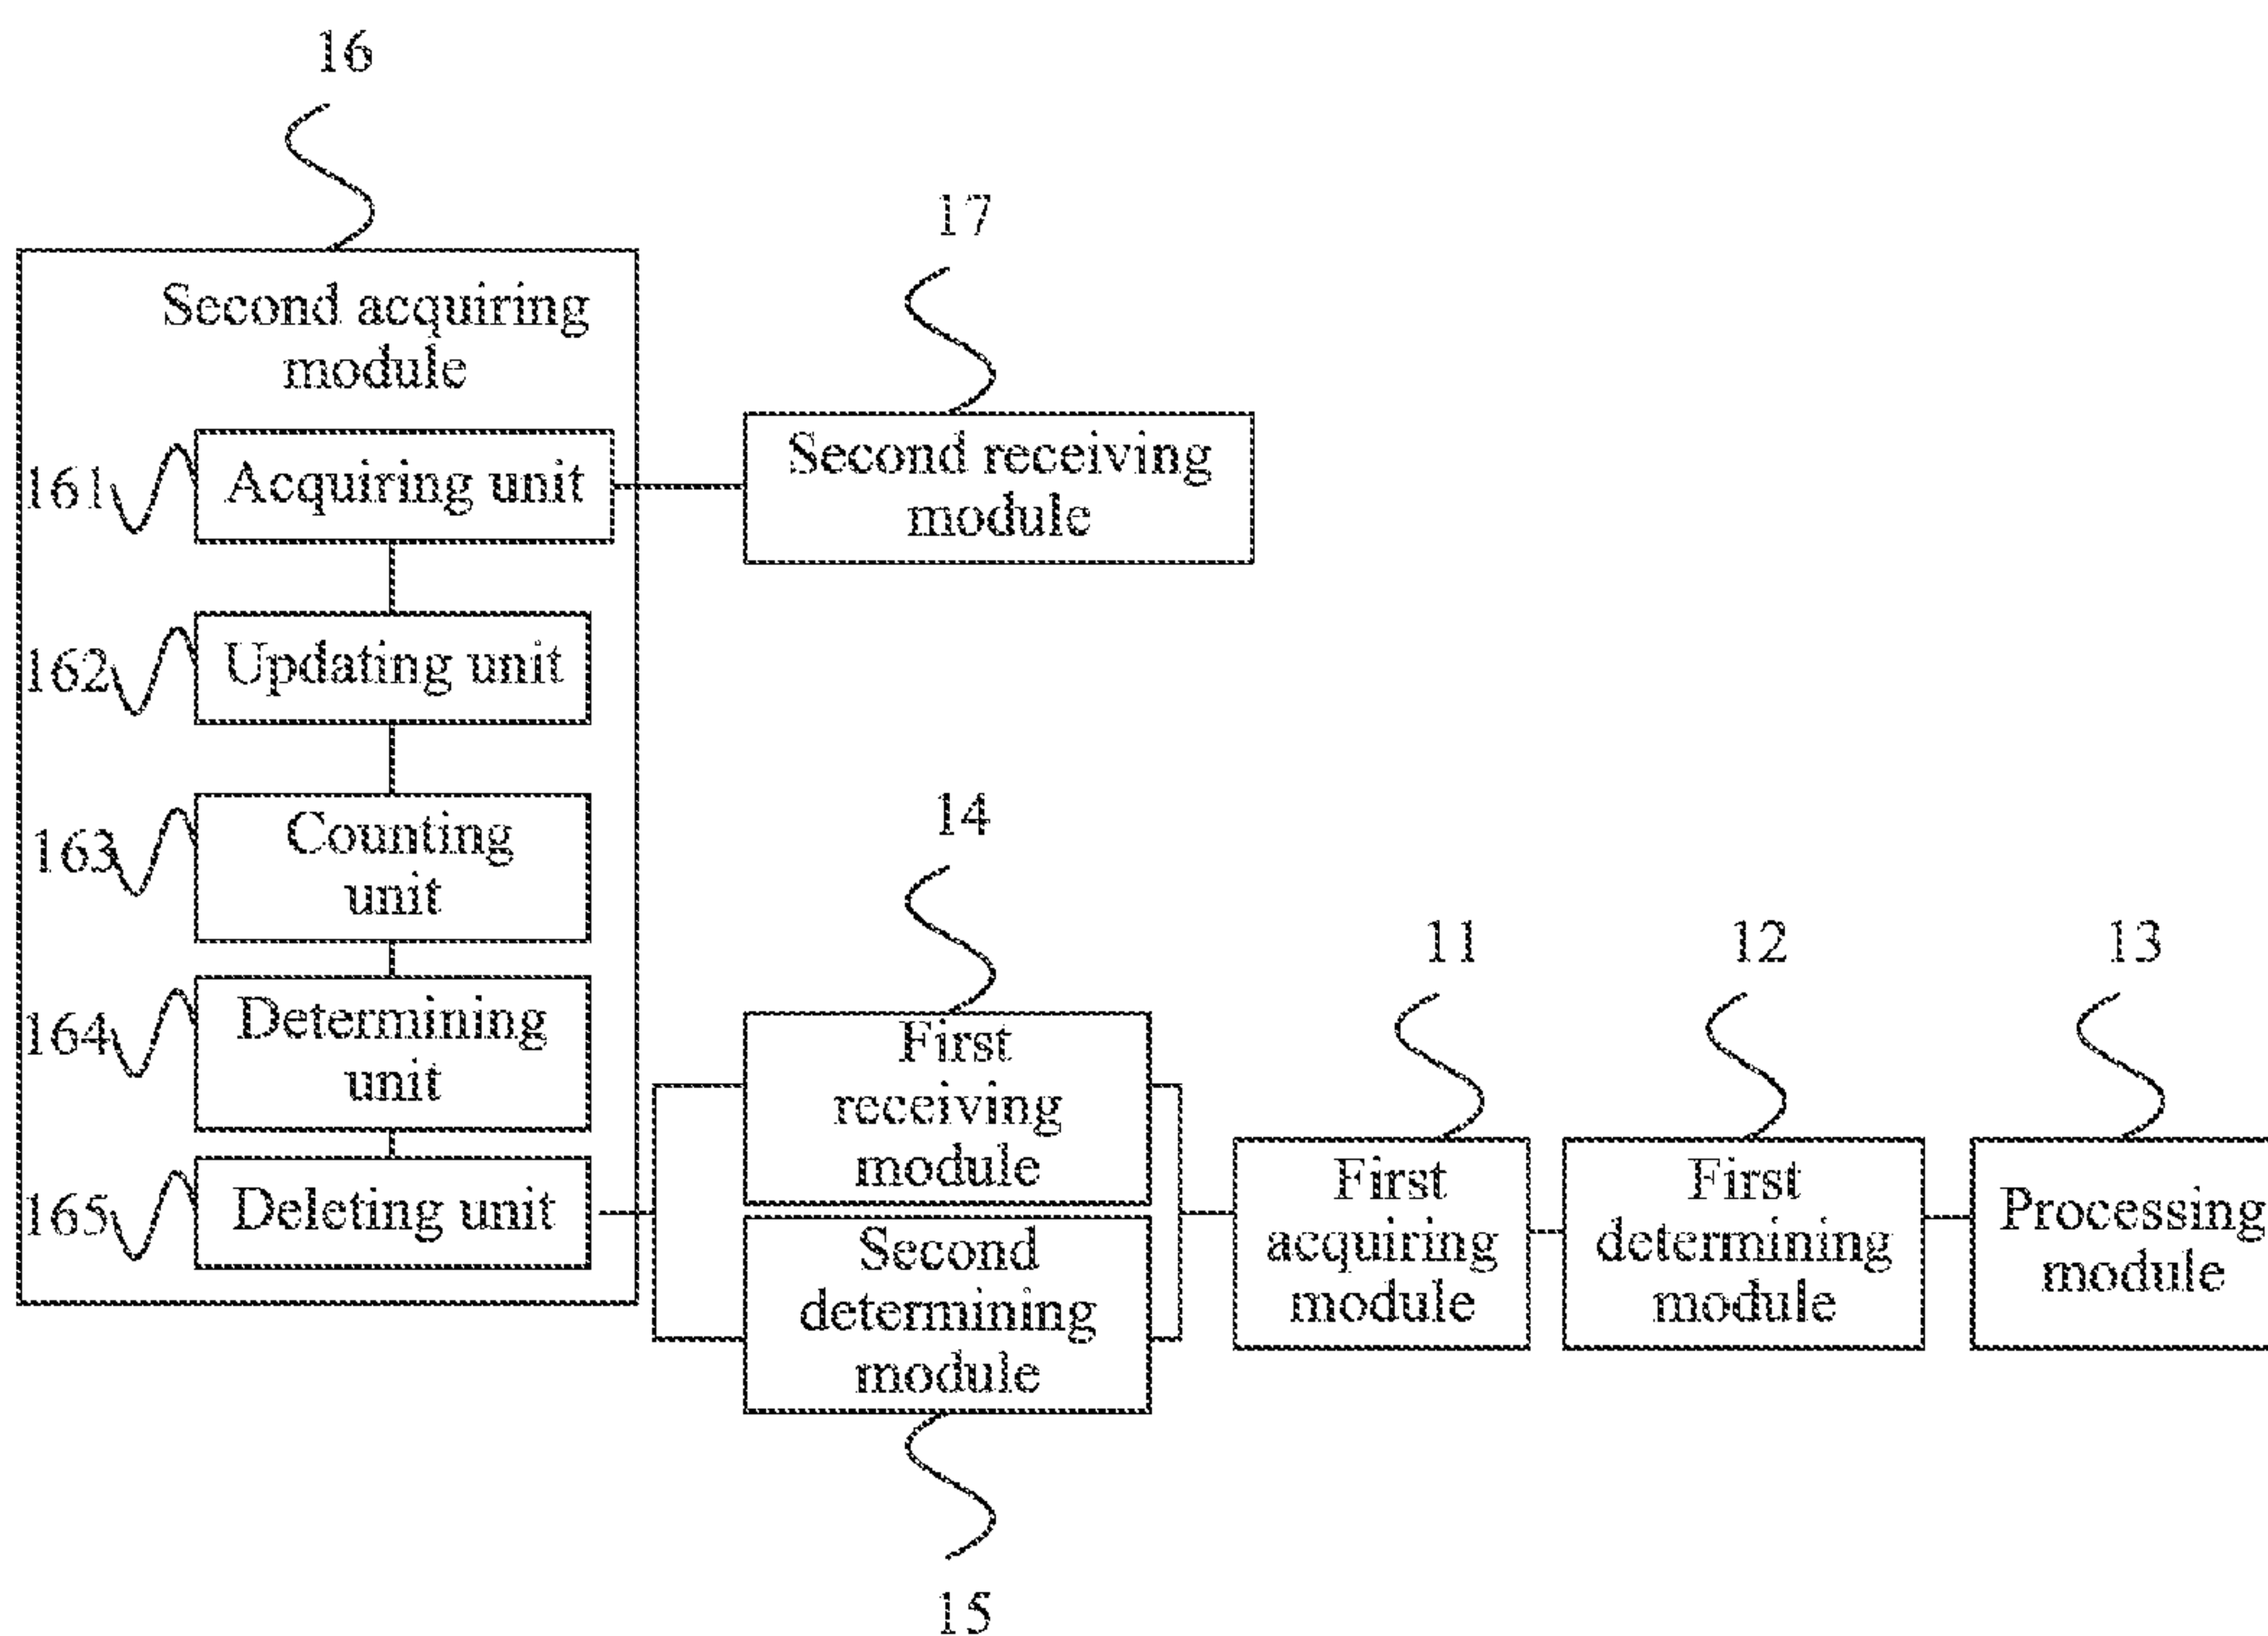 16
Second acquiring
module
161
Acquiring unit
162
Updating unit
163
Counting
unit
164
Determining
unit
165
Deleting unit
17
Second receiving
module
14
First
receiving
module
Second
determining
module
15
11
First
acquiring
module
12
First
determining
module
13
Processing
module